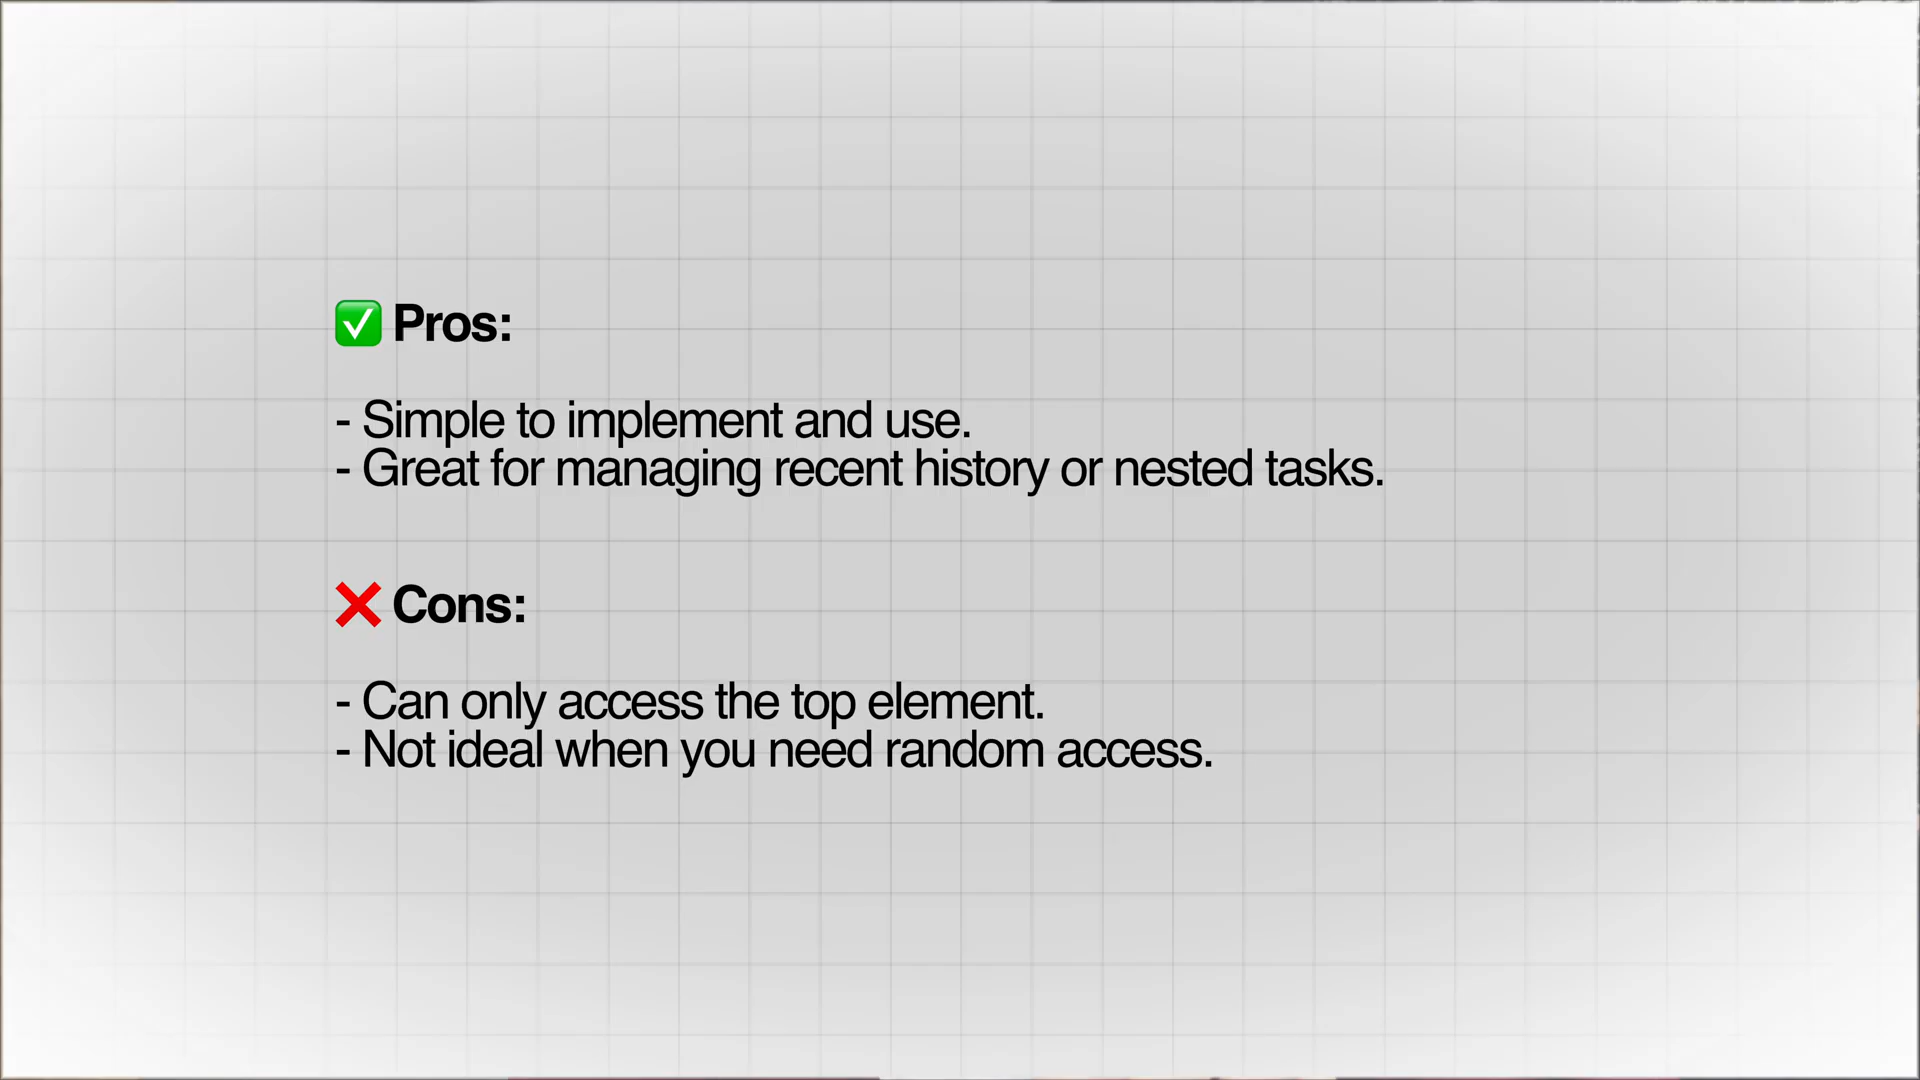 ✅ Pros:
- Simple to implement and use.
- Great for managing recent history or nested tasks.
❌ Cons:
- Can only access the top element.
- Not ideal when you need random access.